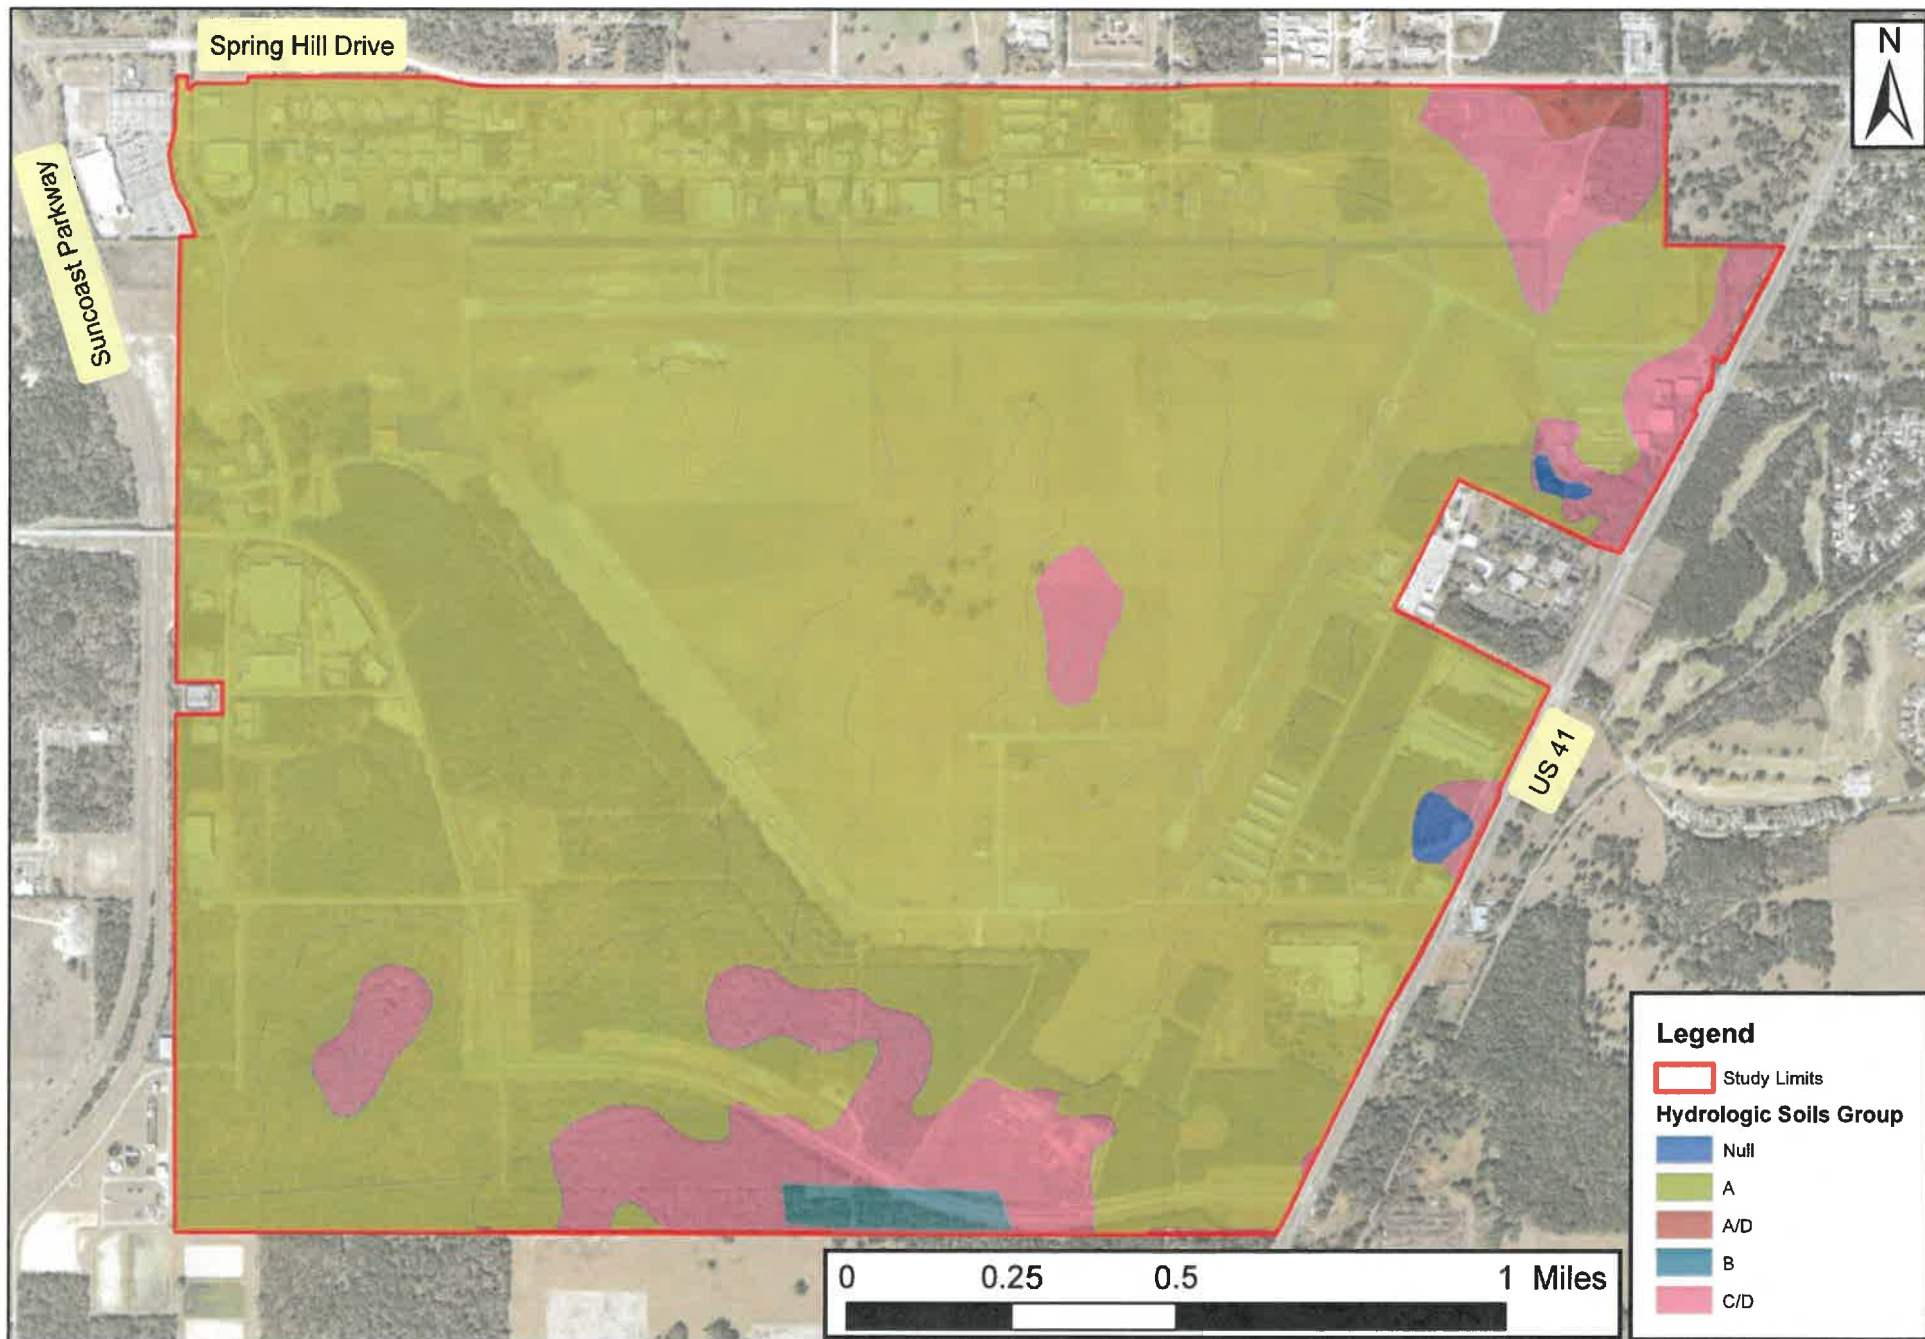 Spring Hill Drive
N
Suncoast Parkway
US 41
Legend
Study Limits
Hydrologic Soils Group
Null
A
A/D
B
C/D
0 0.25 0.5 1 Miles